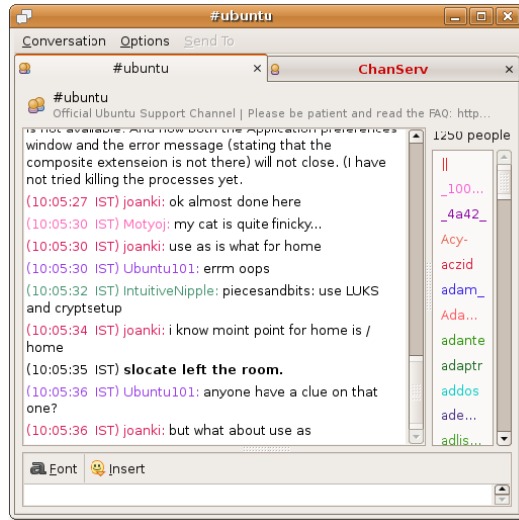 #ubuntu
Conversation Options Send To
#ubuntu ChanServ
#ubuntu
Official Ubuntu Support Channel | Please be patient and read the FAQ: http...
1250 people
is not available. And now both the Application preferences
window and the error message (stating that the
composite extenseion is not there) will not close. (I have
not tried killing the processes yet.
(10:05:27 IST) joanki: ok almost done here
(10:05:30 IST) Motyoj: my cat is quite finicky...
(10:05:30 IST) joanki: use as is what for home
(10:05:30 IST) Ubuntu101: errm oops
(10:05:32 IST) IntuitiveNipple: piecesandbits: use LUKS
and cryptsetup
(10:05:34 IST) joanki: i know moint point for home is /
home
(10:05:35 IST) slocate left the room.
(10:05:36 IST) Ubuntu101: anyone have a clue on that
one?
(10:05:36 IST) joanki: but what about use as
||
_100...
_4a42_
Acy-
aczid
adam_
Ada...
adante
adaptr
addos
ade...
adlis...
Font Insert